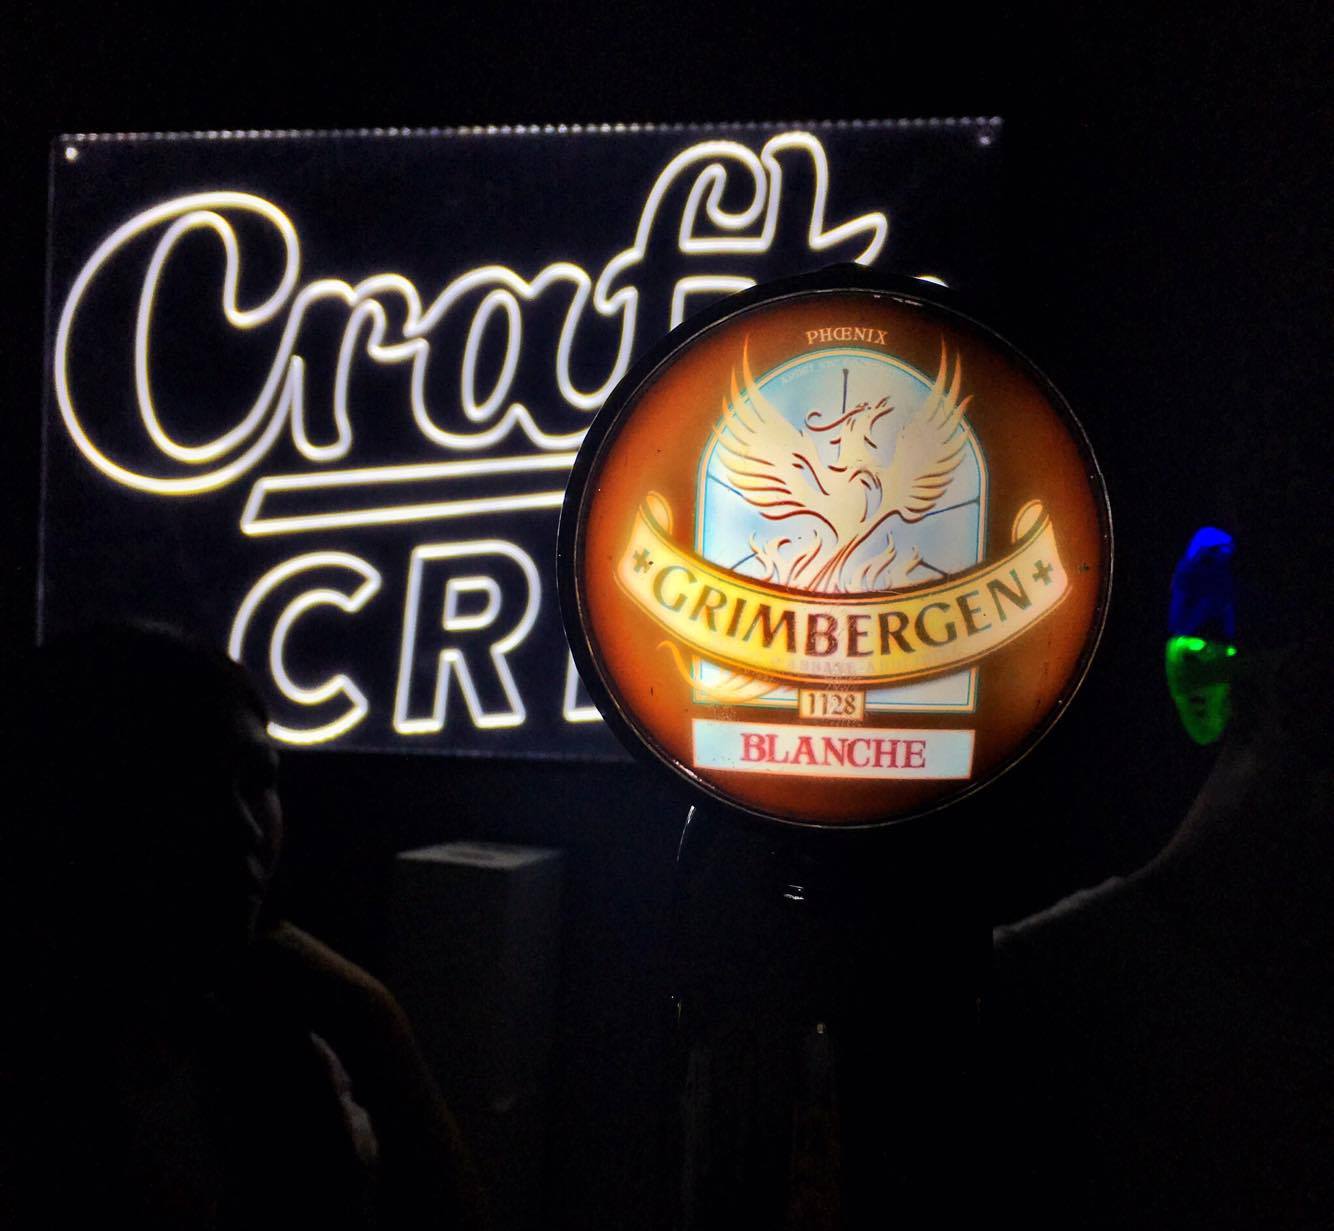 Craft
CR
PHŒNIX
GRIMBERGEN
1128
BLANCHE